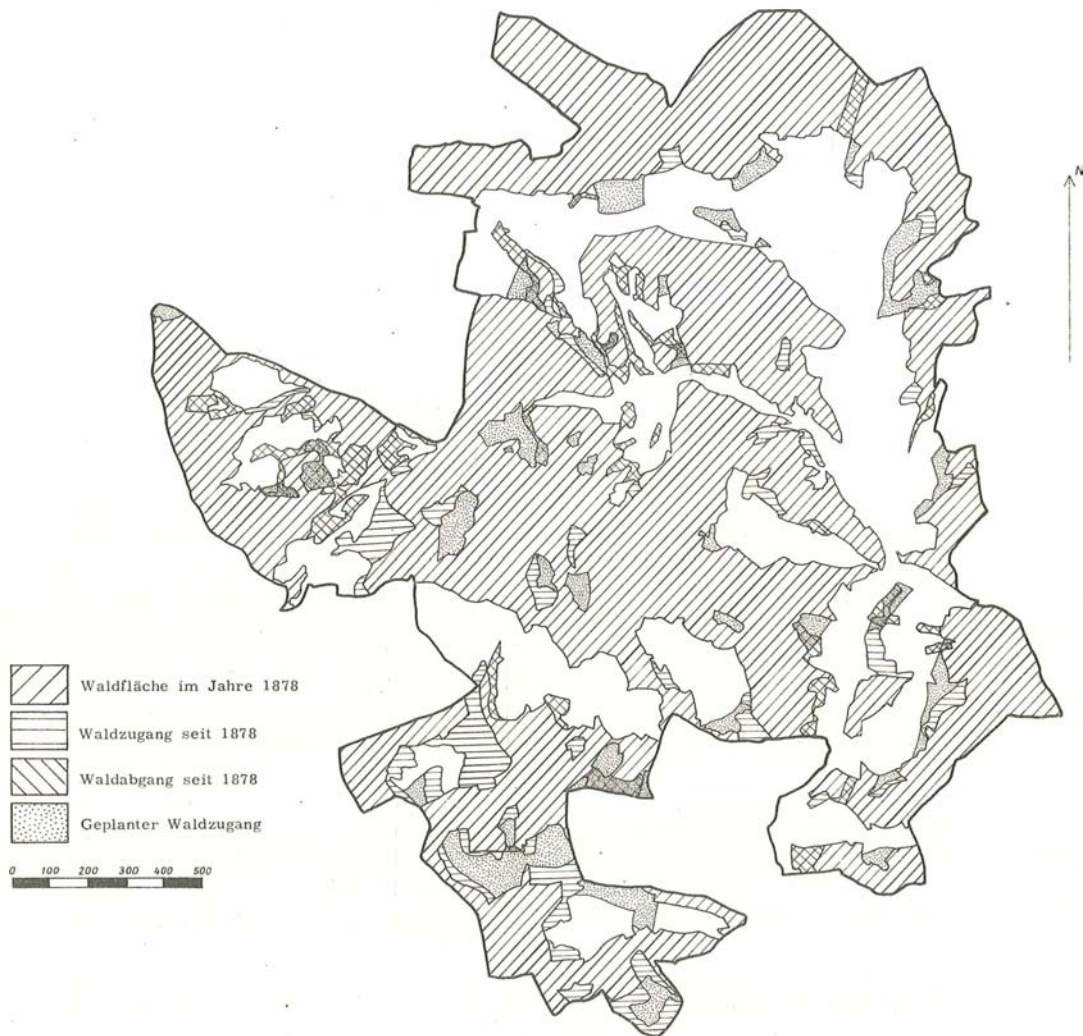 N
Waldfläche im Jahre 1878
Waldzugang seit 1878
Waldabgang seit 1878
Geplanter Waldzugang
0 100 200 300 400 500